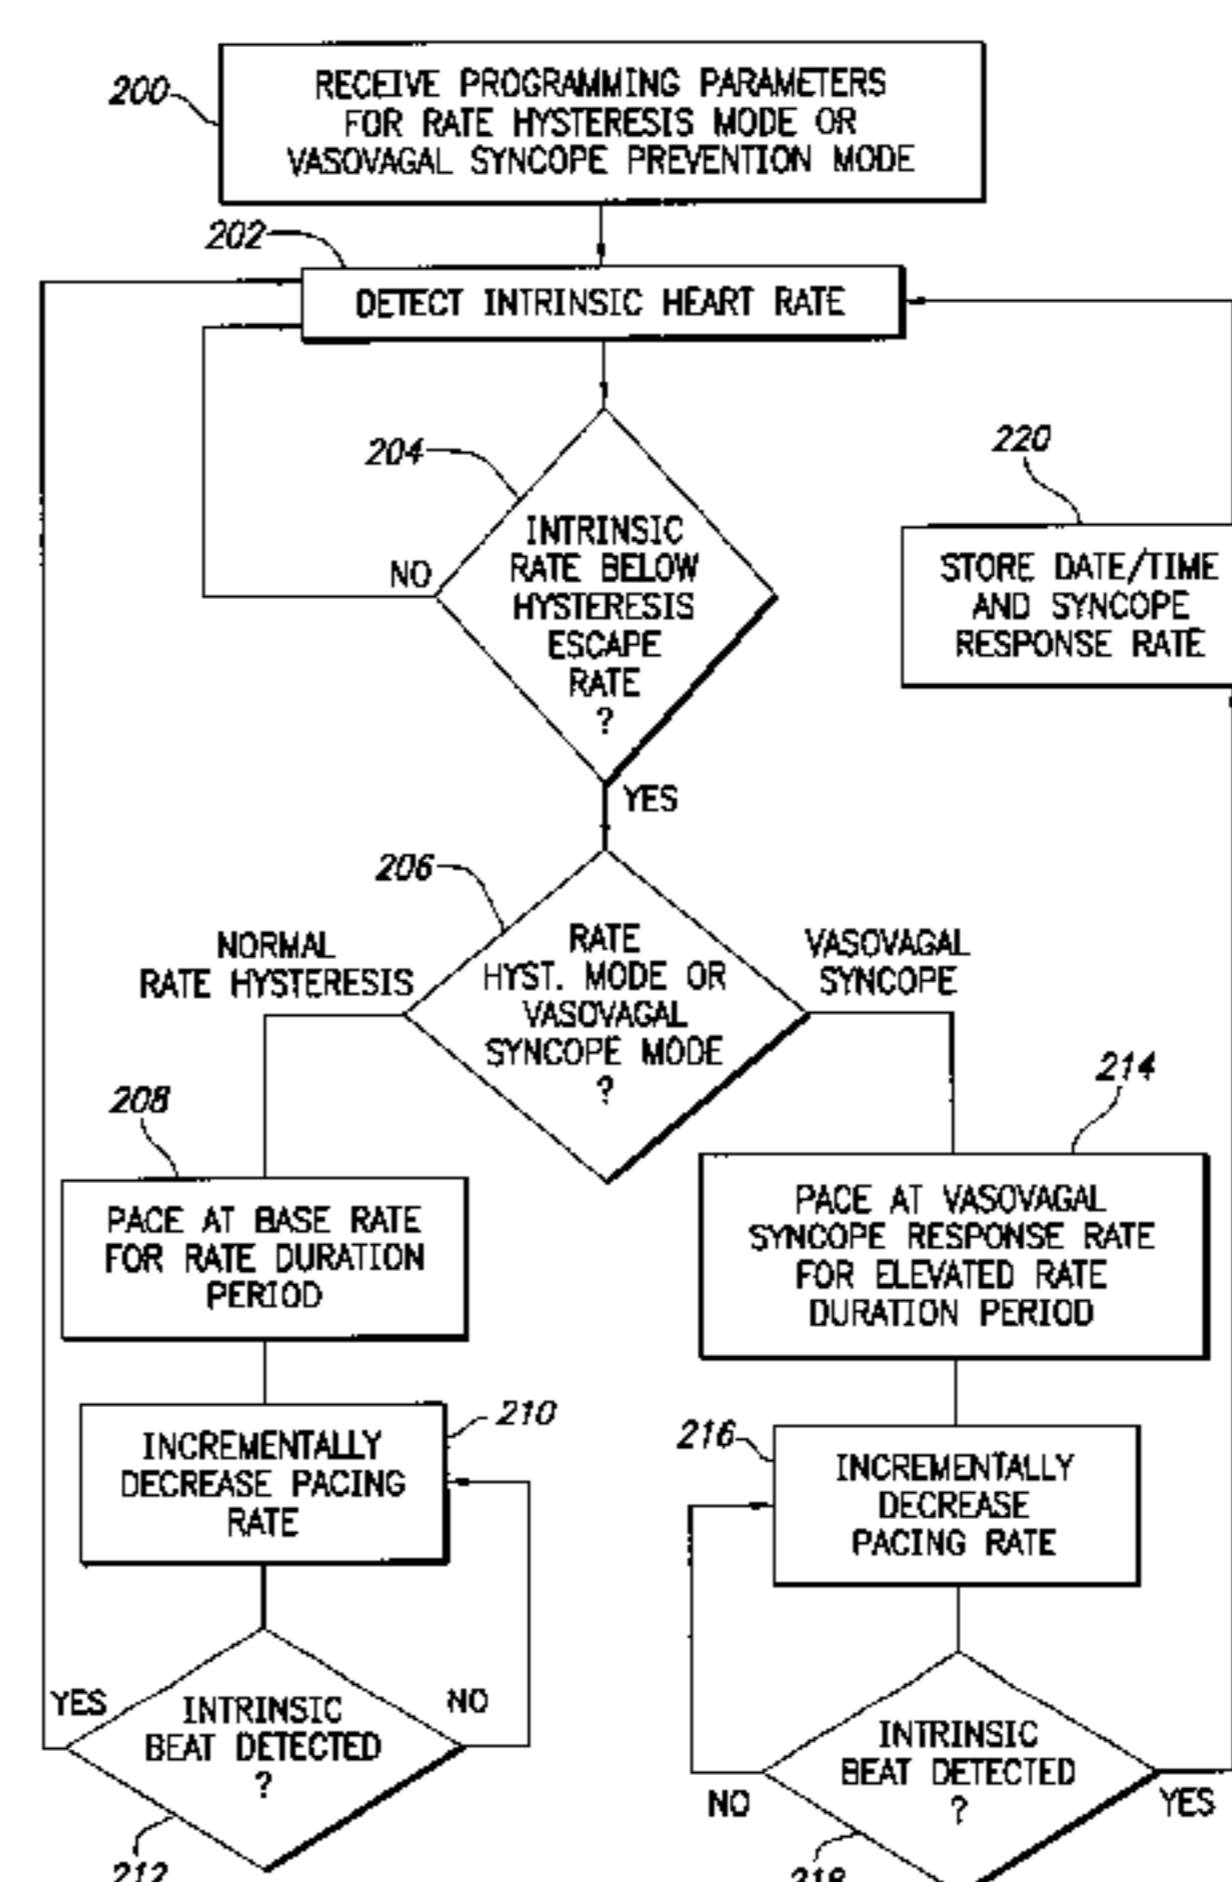 200
RECEIVE PROGRAMMING PARAMETERS
FOR RATE HYSTERESIS MODE OR
VASOVAGAL SYNCOPE PREVENTION MODE
202
DETECT INTRINSIC HEART RATE
204
INTRINSIC
RATE BELOW
HYSTERESIS
ESCAPE
RATE
?
NO
YES
220
STORE DATE/TIME
AND SYNCOPE
RESPONSE RATE
206
RATE
HYST. MODE OR
VASOVAGAL
SYNCOPE MODE
?
NORMAL
RATE HYSTERESIS
VASOVAGAL
SYNCOPE
208
PACE AT BASE RATE
FOR RATE DURATION
PERIOD
214
PACE AT VASOVAGAL
SYNCOPE RESPONSE RATE
FOR ELEVATED RATE
DURATION PERIOD
210
INCREMENTALLY
DECREASE PACING
RATE
216
INCREMENTALLY
DECREASE
PACING RATE
YES
INTRINSIC
BEAT DETECTED
?
NO
212
NO
INTRINSIC
BEAT DETECTED
?
YES
218